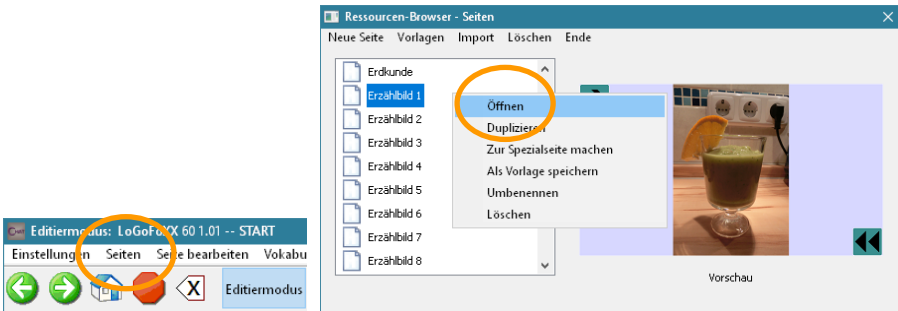 Ressourcen-Browser - Seiten
Neue Seite Vorlagen Import Löschen Ende
Erdkunde
Erzählbild 1
Erzählbild 2
Erzählbild 3
Erzählbild 4
Erzählbild 5
Erzählbild 6
Erzählbild 7
Erzählbild 8
Öffnen
Duplizieren
Zur Spezialseite machen
Als Vorlage speichern
Umbenennen
Löschen
Vorschau
Editiermodus: LoGoFoXX 60 1.01 -- START
Einstellungen Seiten Seite bearbeiten Vokabu
Editiermodus